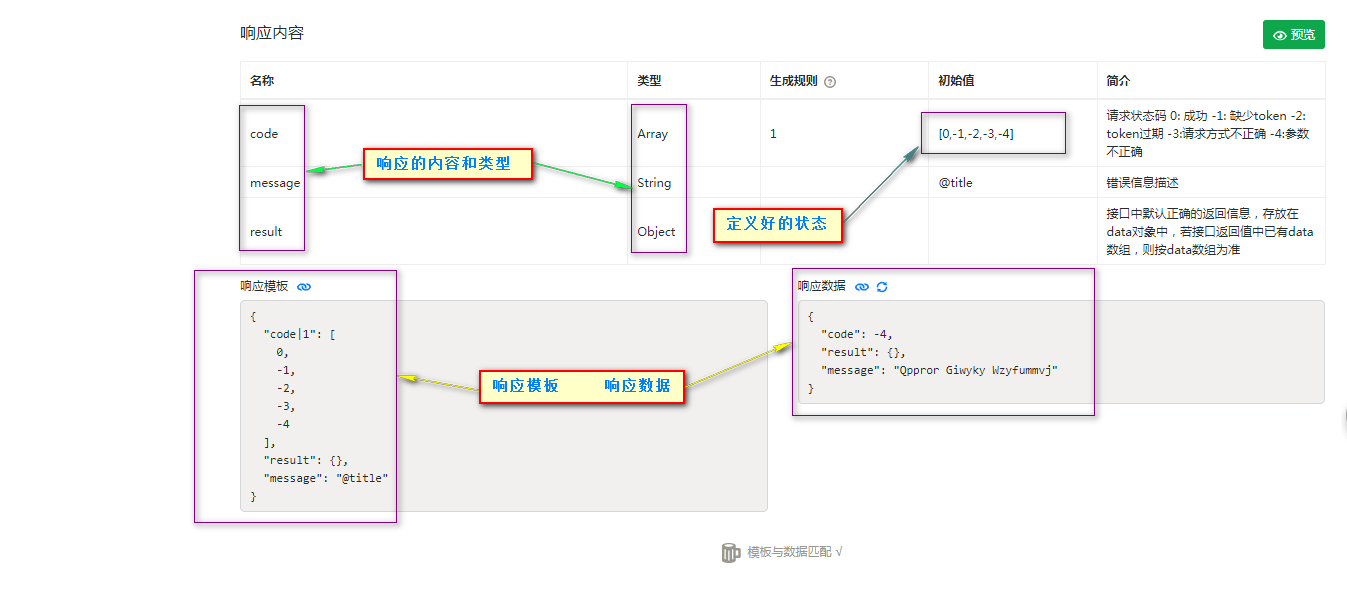 响应内容
预览
名称 类型 生成规则 初始值 简介
code Array 1 [0,-1,-2,-3,-4]
请求状态码 0: 成功 -1: 缺少token -2:
token过期 -3:请求方式不正确 -4:参数
不正确
响应的内容和类型
message String @title 错误信息描述
定义好的状态
result Object
接口中默认正确的返回信息，存放在
data对象中，若接口返回值中已有data
数组，则按data数组为准
响应模板
{
"code|1": [
0,
-1,
-2,
-3,
-4
],
"result": {},
"message": "@title"
}
响应模板 响应数据
响应数据
{
"code": -4,
"result": {},
"message": "Qppror Giwyky Wzyfummvj"
}
模板与数据匹配 √